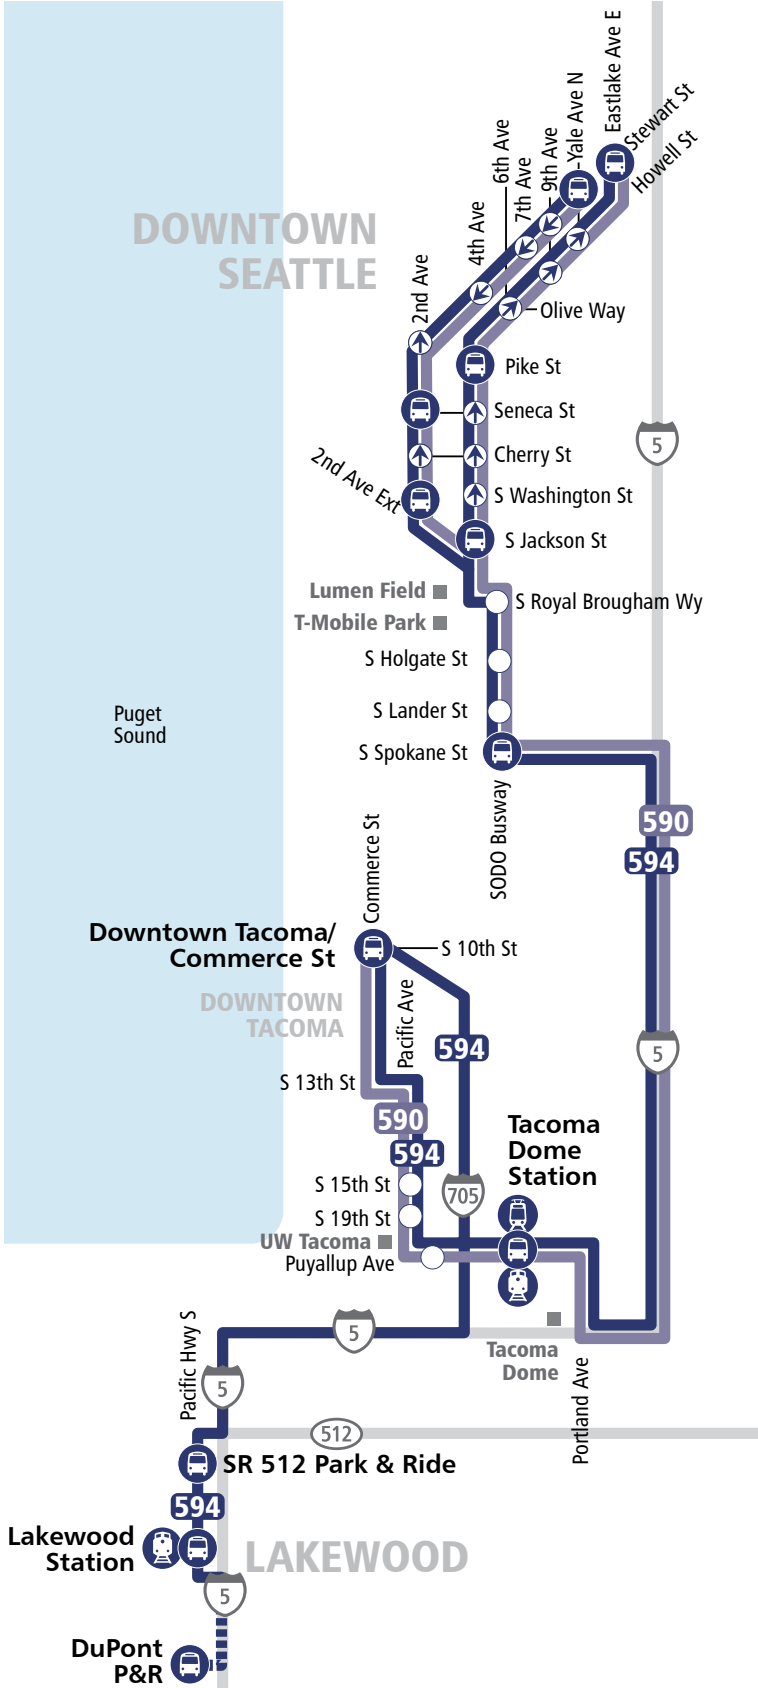 Eastlake Ave E
Stewart St
Howell St
Yale Ave N
9th Ave
7th Ave
6th Ave
4th Ave
2nd Ave
DOWNTOWN
SEATTLE
Olive Way
Pike St
Seneca St
5
Cherry St
2nd Ave Ext
S Washington St
S Jackson St
Lumen Field
S Royal Brougham Wy
T-Mobile Park
S Holgate St
S Lander St
Puget
Sound
S Spokane St
SODO Busway
590
594
Commerce St
Downtown Tacoma/
Commerce St
S 10th St
DOWNTOWN
TACOMA
Pacific Ave
594
5
S 13th St
590
594
Tacoma
Dome
Station
S 15th St
705
S 19th St
UW Tacoma
Puyallup Ave
Pacific Hwy S
5
Tacoma
Dome
Portland Ave
5
512
SR 512 Park & Ride
594
Lakewood
Station
LAKEWOOD
5
DuPont
P&R